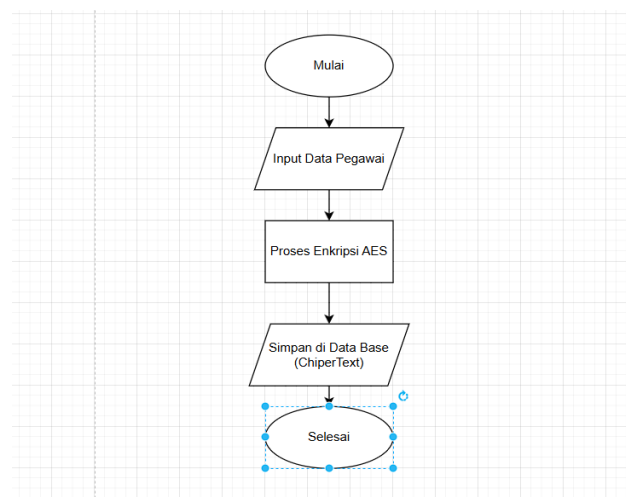 Mulai
Input Data Pegawai
Proses Enkripsi AES
Simpan di Data Base
(ChiperText)
Selesai